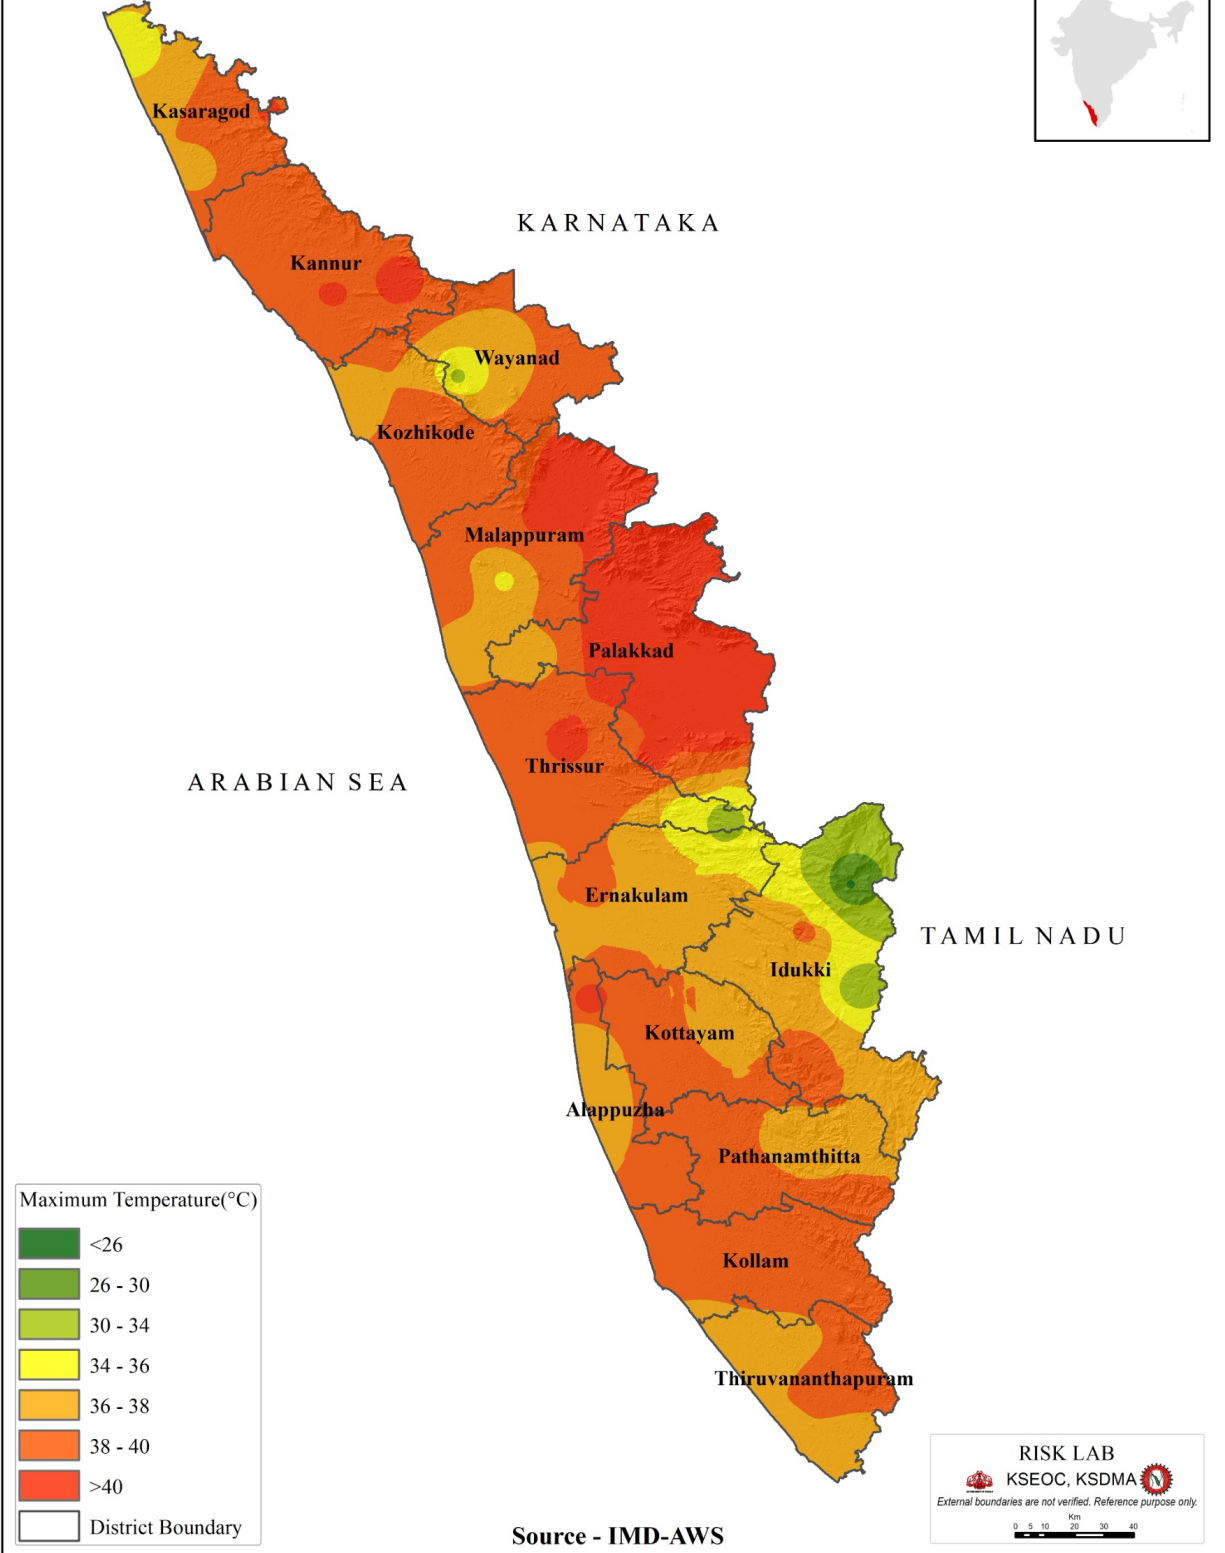 Kasaragod
KARNATAKA
Kannur
Wayanad
Kozhikode
Malappuram
Palakkad
Thrissur
ARABIAN SEA
Ernakulam
TAMIL NADU
Idukki
Kottayam
Alappuzha
Pathanamthitta
Kollam
Thiruvananthapuram
Maximum Temperature(°C)
<26
26 - 30
30 - 34
34 - 36
36 - 38
38 - 40
>40
District Boundary
Source - IMD-AWS
RISK LAB
KSEOC, KSDMA
External boundaries are not verified. Reference purpose only.
Km
0 5 10 20 30 40